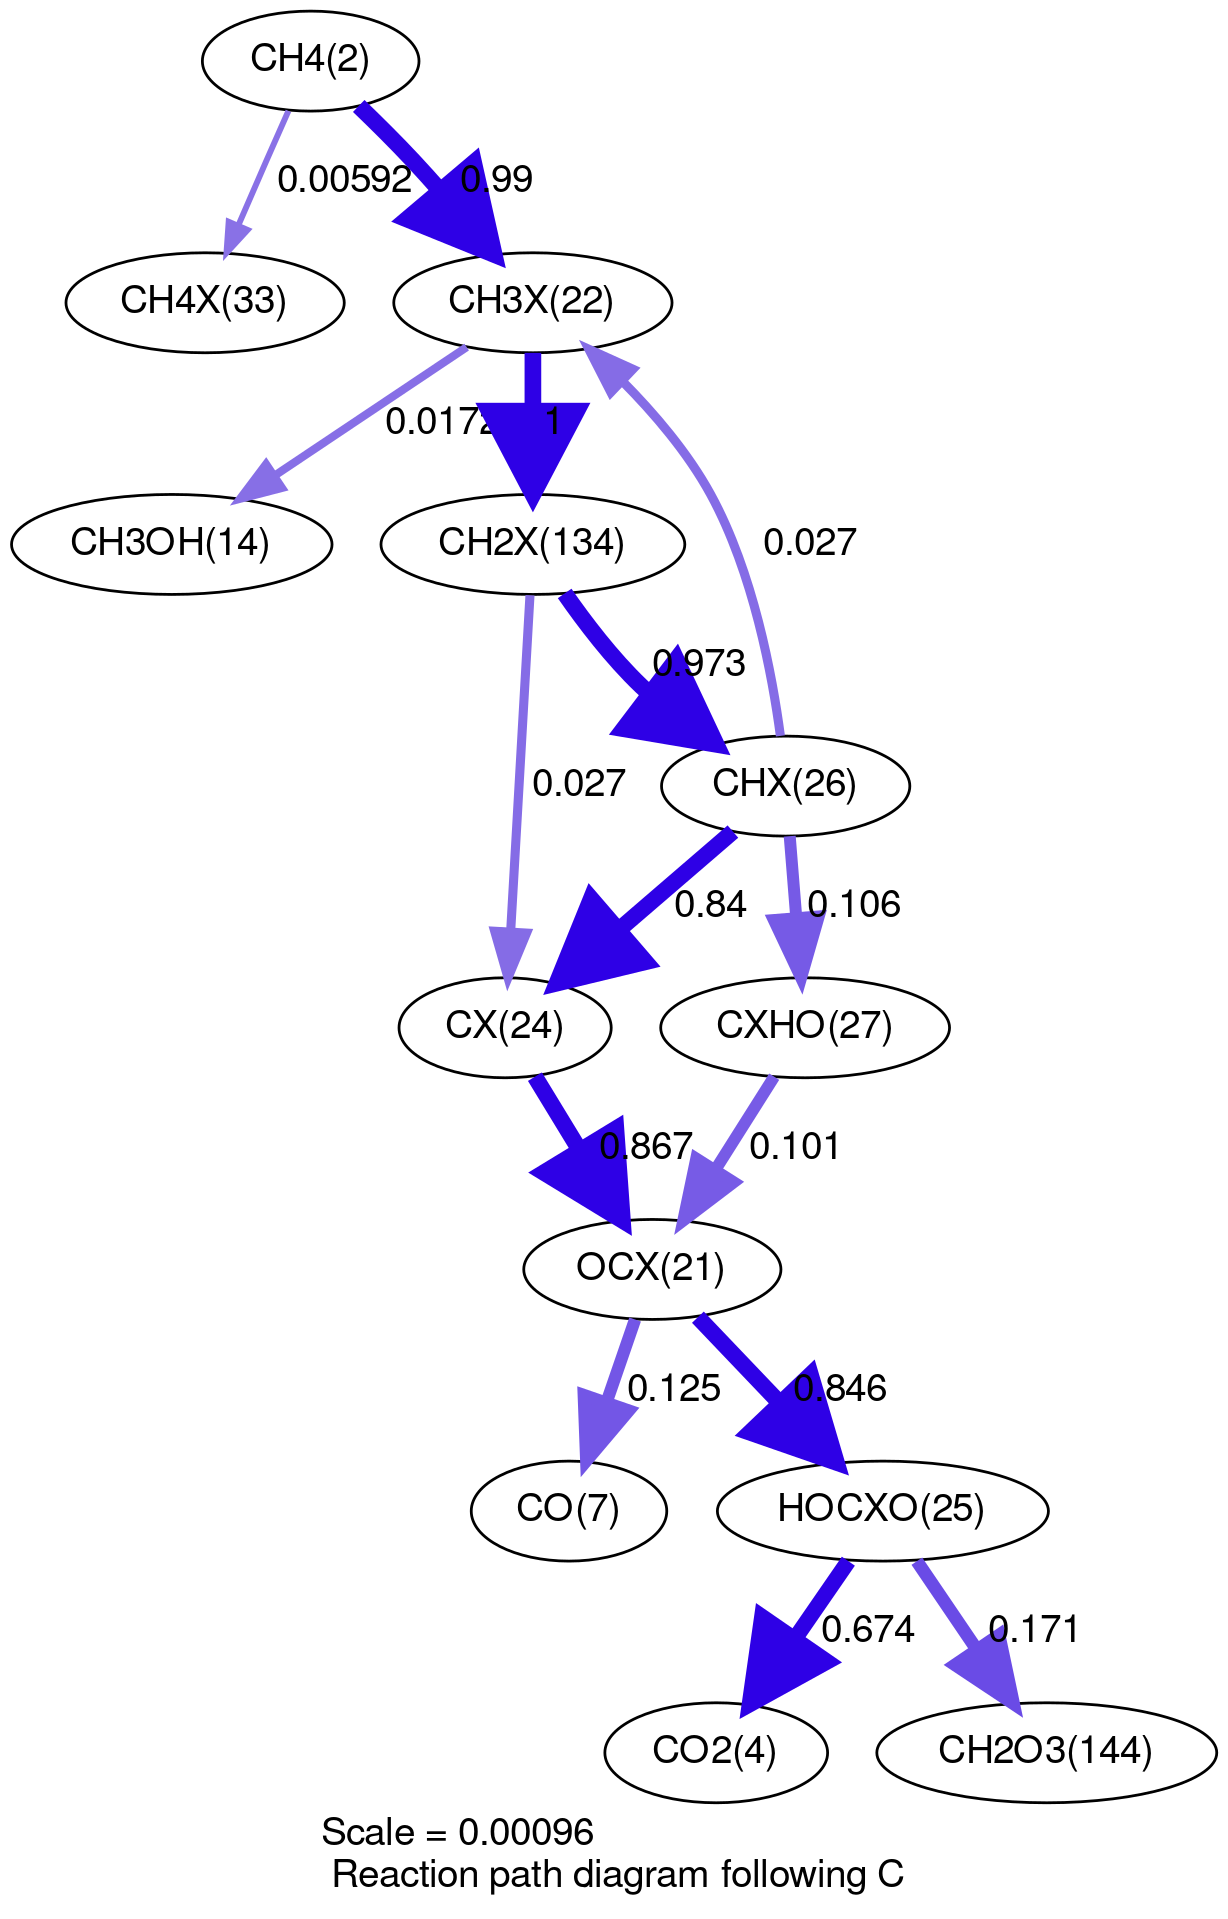 CH4(2)
0.00592
0.99
CH4X(33)
CH3X(22)
1
CH3OH(14)
CH2X(134)
0.027
0.973
0.027
CHX(26)
0.84
0.106
CX(24)
CXHO(27)
0.867
0.101
OCX(21)
0.125
0.846
CO(7)
HOCXO(25)
0.674
0.171
CO2(4)
CH2O3(144)
Scale = 0.00096
Reaction path diagram following C